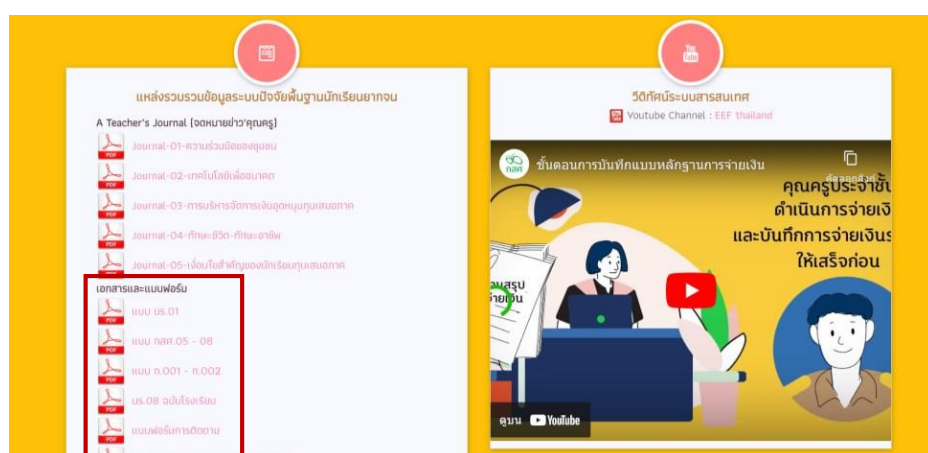 แหล่งรวบรวมข้อมูลระบบปัจจัยพื้นฐานนักเรียนยากจน
A Teacher's Journal (จดหมายข่าว'คุณครู)
Journal-01-ความร่วมมือของชุมชน
Journal-02-เทคโนโลยีเพื่ออนาคต
Journal-03-การบริหารจัดการเงินอุดหนุนทุนเสมอภาค
Journal-04-ทักษะชีวิต-ทักษะอาชีพ
Journal-05-เงื่อนไขสำคัญของนักเรียนทุนเสมอภาค
เอกสารและแบบฟอร์ม
แบบ นร.01
แบบ กสศ.05 - 08
แบบ ก.001 - ก.002
นร.08 ฉบับโรงเรียน
แบบฟอร์มการติดตาม
PDF
PDF
PDF
PDF
PDF
PDF
PDF
PDF
PDF
PDF
You Tube
วีดิทัศน์ระบบสารสนเทศ
Youtube Channel : EEF thailand
กสศ
ขั้นตอนการบันทึกแบบหลักฐานการจ่ายเงิน
คัดลอกลิงก์
คุณครูประจำชั้น
ดำเนินการจ่ายเงิ
และบันทึกการจ่ายเงินร
ให้เสร็จก่อน
ดูบน YouTube